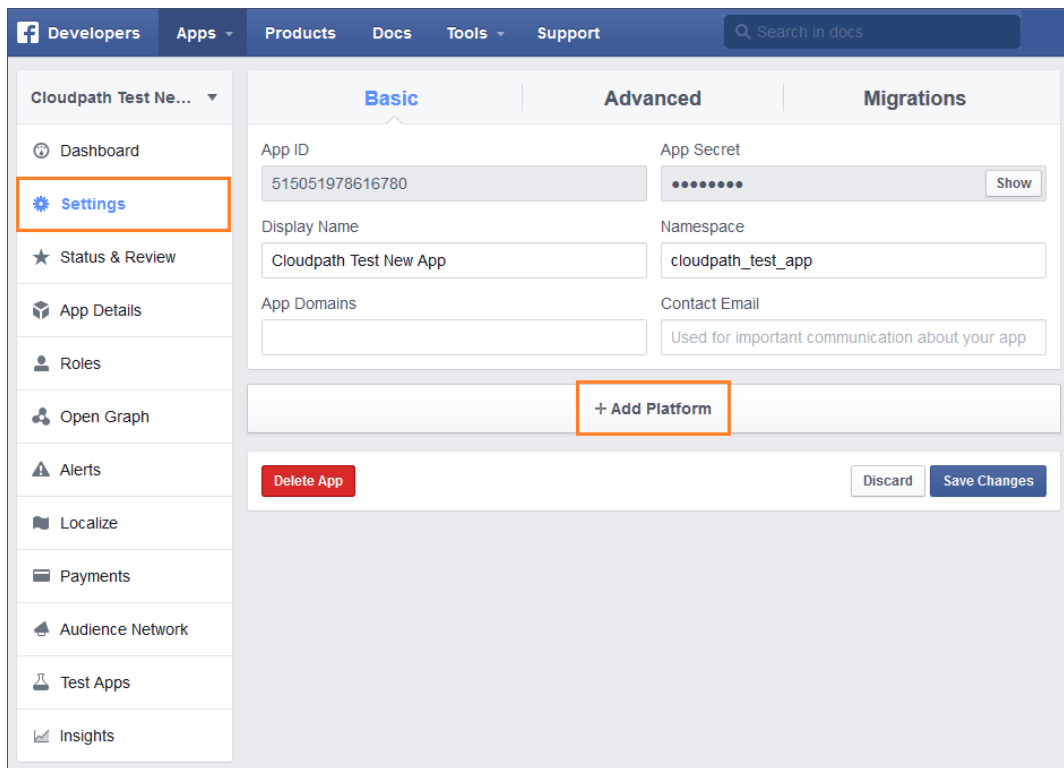 Developers Apps Products Docs Tools Support Search in docs
Cloudpath Test Ne...
Dashboard
Settings
Status & Review
App Details
Roles
Open Graph
Alerts
Localize
Payments
Audience Network
Test Apps
Insights
Basic Advanced Migrations
App ID App Secret
515051978616780 •••••••• Show
Display Name Namespace
Cloudpath Test New App cloudpath_test_app
App Domains Contact Email
Used for important communication about your app
+ Add Platform
Delete App Discard Save Changes